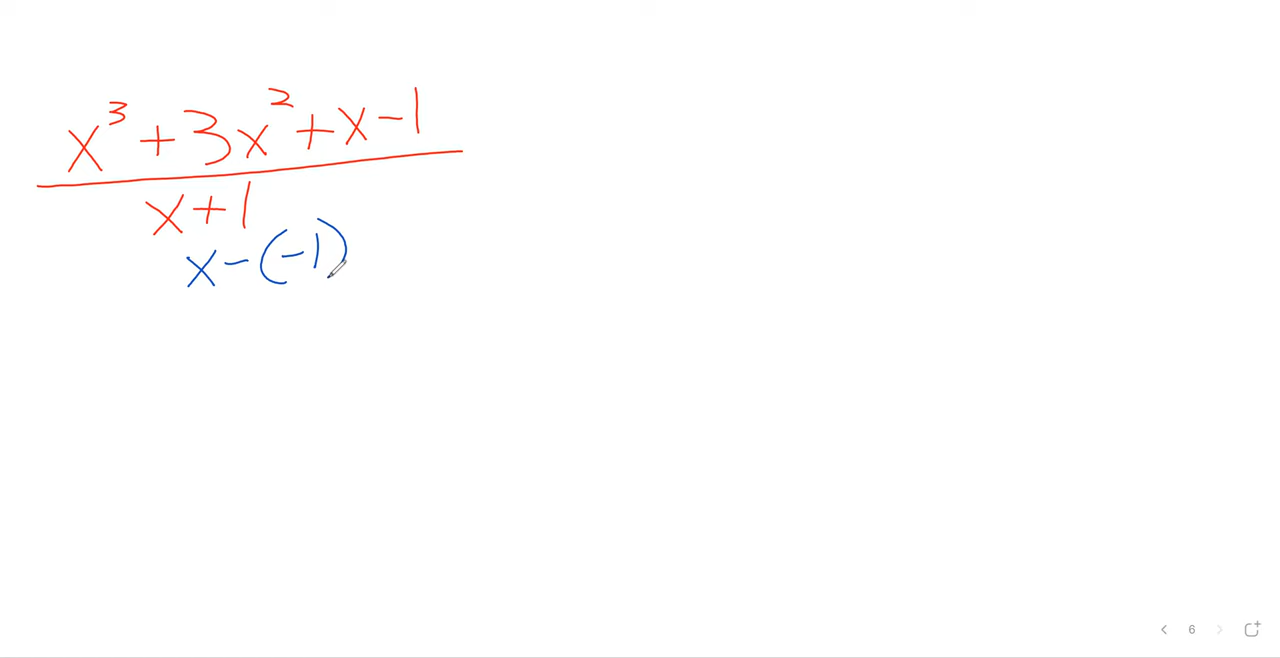 x³ + 3x² + x - 1
x + 1
x - (-1)
6